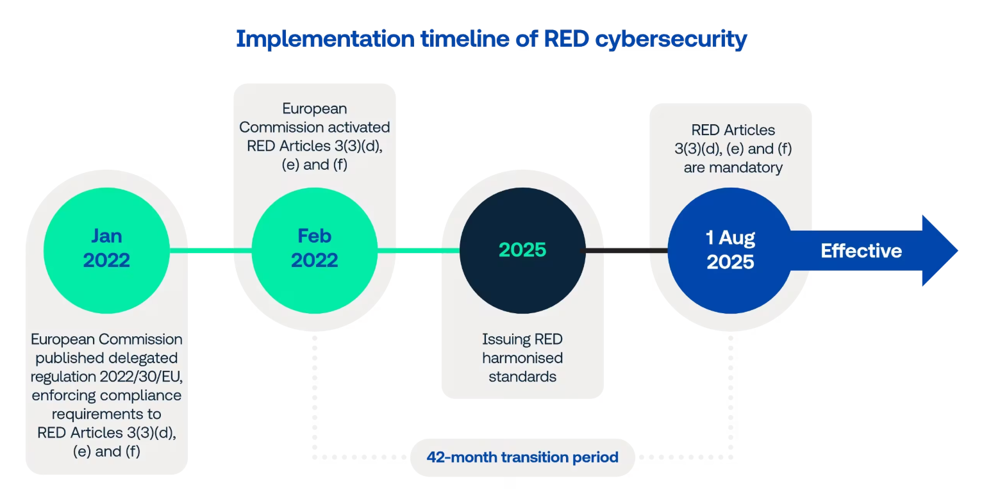 Implementation timeline of RED cybersecurity
European
Commission activated
RED Articles 3(3)(d),
(e) and (f)
RED Articles
3(3)(d), (e) and (f)
are mandatory
Jan
2022
Feb
2022
2025
1 Aug
2025
Effective
European Commission
published delegated
regulation 2022/30/EU,
enforcing compliance
requirements to
RED Articles 3(3)(d),
(e) and (f)
Issuing RED
harmonised
standards
42-month transition period